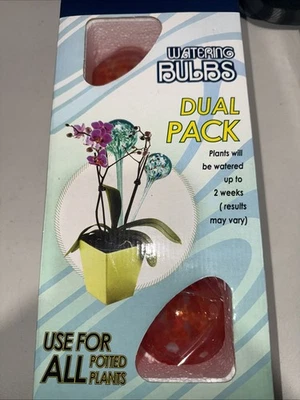 WATERING
BULBS
DUAL
PACK
Plants will
be watered
up to
2 weeks
( results
may vary)
USE FOR
ALL POTTED
PLANTS